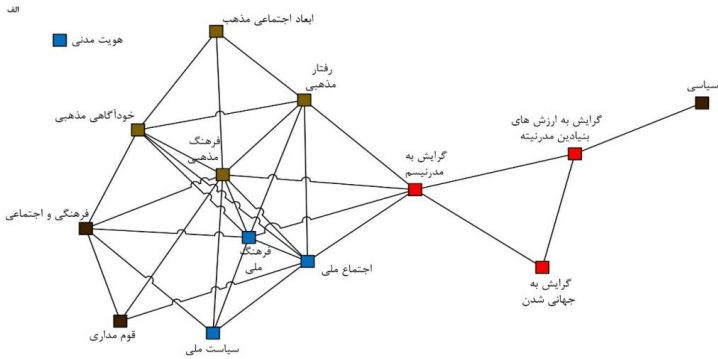 الف
ابعاد اجتماعی مذهب
هویت مدنی
رفتار
مذهبی
سیاسی
خودآگاهی مذهبی
گرایش به ارزش های
بنیادین مدرنیته
فرهنگ
مذهبی
گرایش به
مدرنیسم
فرهنگی و اجتماعی
فرهنگ
ملی
اجتماع ملی
گرایش به
جهانی شدن
قوم مداری
سیاست ملی